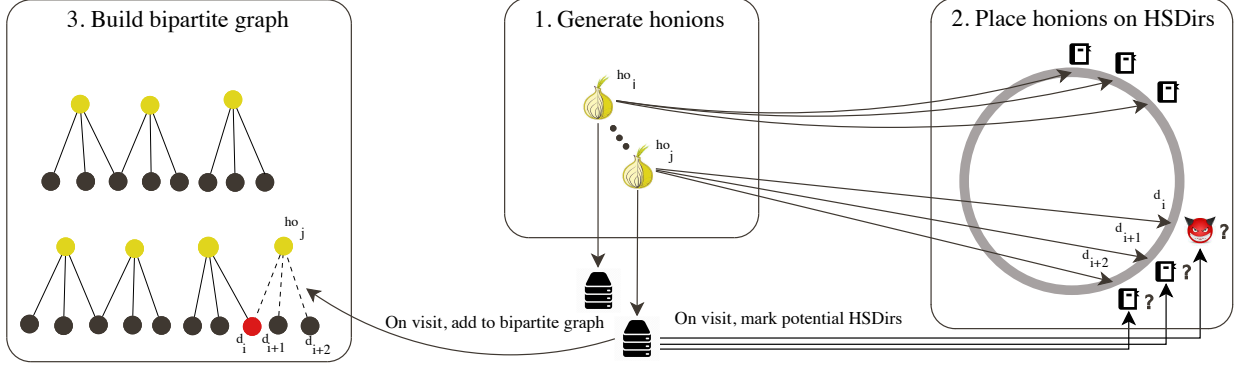 3. Build bipartite graph
1. Generate honions
2. Place honions on HSDirs
ho i
ho j
d i
d i+1
d i+2
?
?
?
ho j
d i
d i+1
d i+2
On visit, add to bipartite graph
On visit, mark potential HSDirs